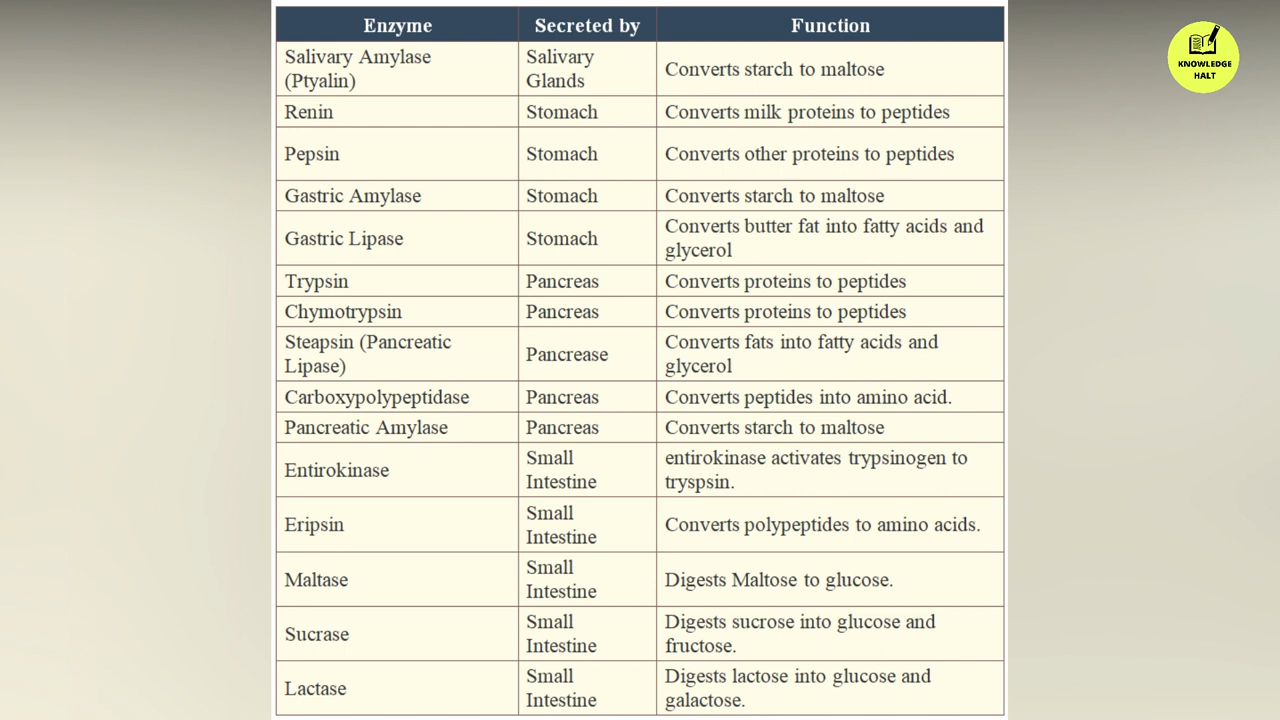 Enzyme Secreted by Function
Salivary Amylase
(Ptyalin)
Salivary
Glands
Converts starch to maltose
Renin Stomach Converts milk proteins to peptides
Pepsin Stomach Converts other proteins to peptides
Gastric Amylase Stomach Converts starch to maltose
Gastric Lipase Stomach
Converts butter fat into fatty acids and
glycerol
Trypsin Pancreas Converts proteins to peptides
Chymotrypsin Pancreas Converts proteins to peptides
Steapsin (Pancreatic
Lipase)
Pancrease
Converts fats into fatty acids and
glycerol
Carboxypolypeptidase Pancreas Converts peptides into amino acid.
Pancreatic Amylase Pancreas Converts starch to maltose
Entirokinase
Small
Intestine
entirokinase activates trypsinogen to
tryspsin.
Eripsin
Small
Intestine
Converts polypeptides to amino acids.
Maltase
Small
Intestine
Digests Maltose to glucose.
Sucrase
Small
Intestine
Digests sucrose into glucose and
fructose.
Lactase
Small
Intestine
Digests lactose into glucose and
galactose.
KNOWLEDGE
HALT